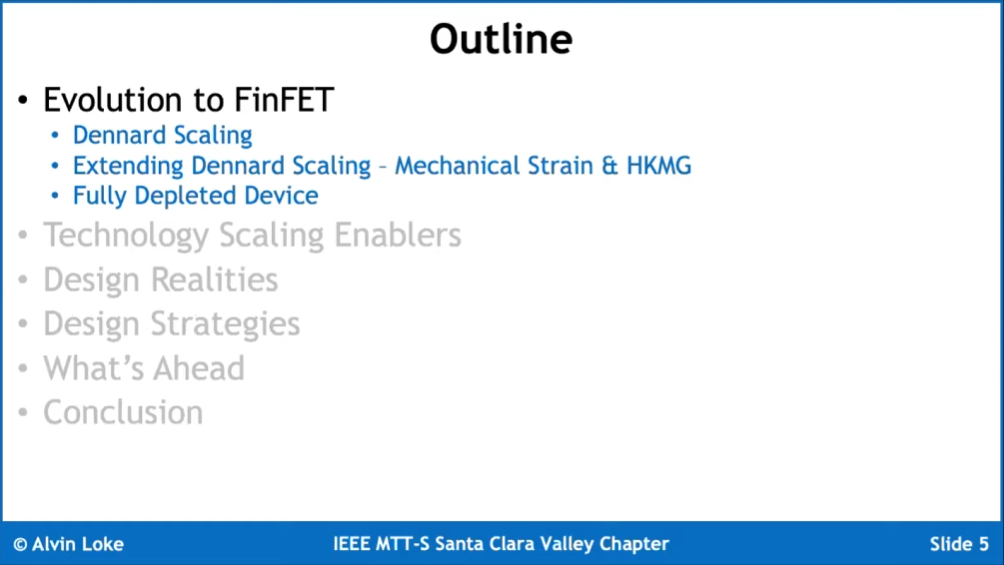 Outline
• Evolution to FinFET
• Dennard Scaling
• Extending Dennard Scaling – Mechanical Strain & HKMG
• Fully Depleted Device
• Technology Scaling Enablers
• Design Realities
• Design Strategies
• What's Ahead
• Conclusion
© Alvin Loke IEEE MTT-S Santa Clara Valley Chapter Slide 5